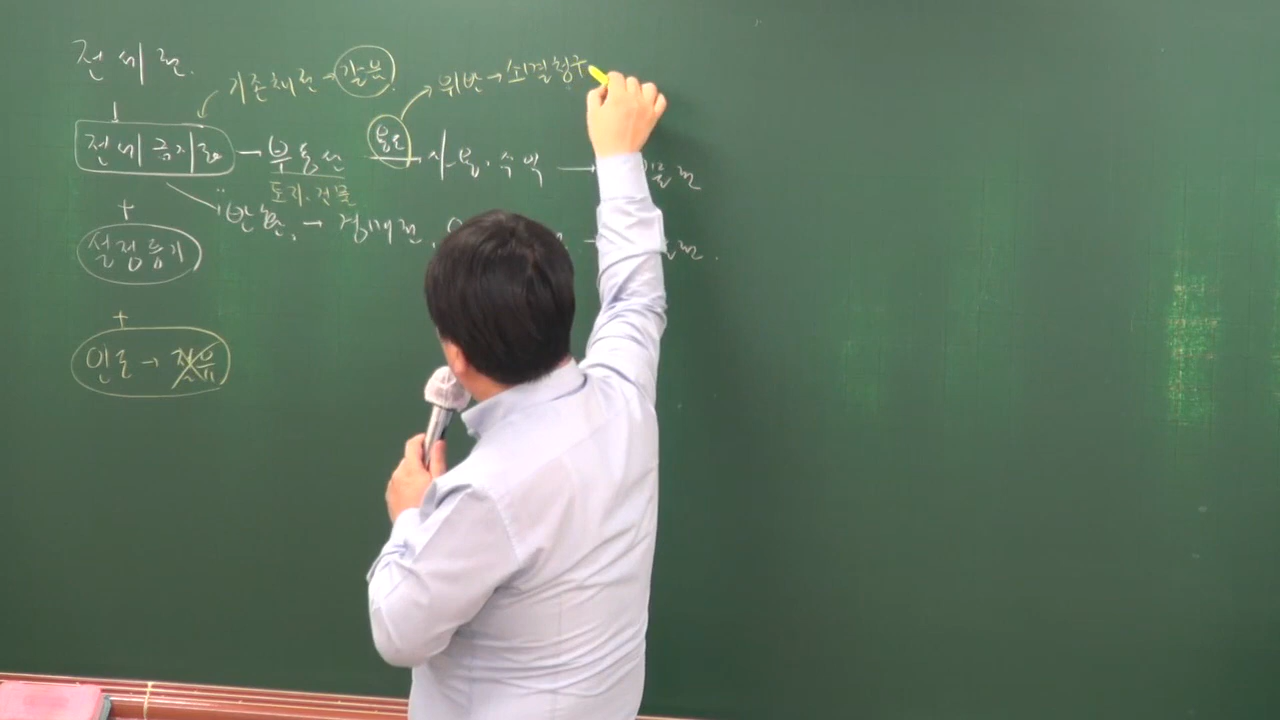 전세권.
기존채권 → 갈음.
위반 → 소멸청구
전세금지급 → 부동산 용도 사용·수익 →
토지·건물
반환. → 경매권.
+
설정등기
+
인도 → 점유